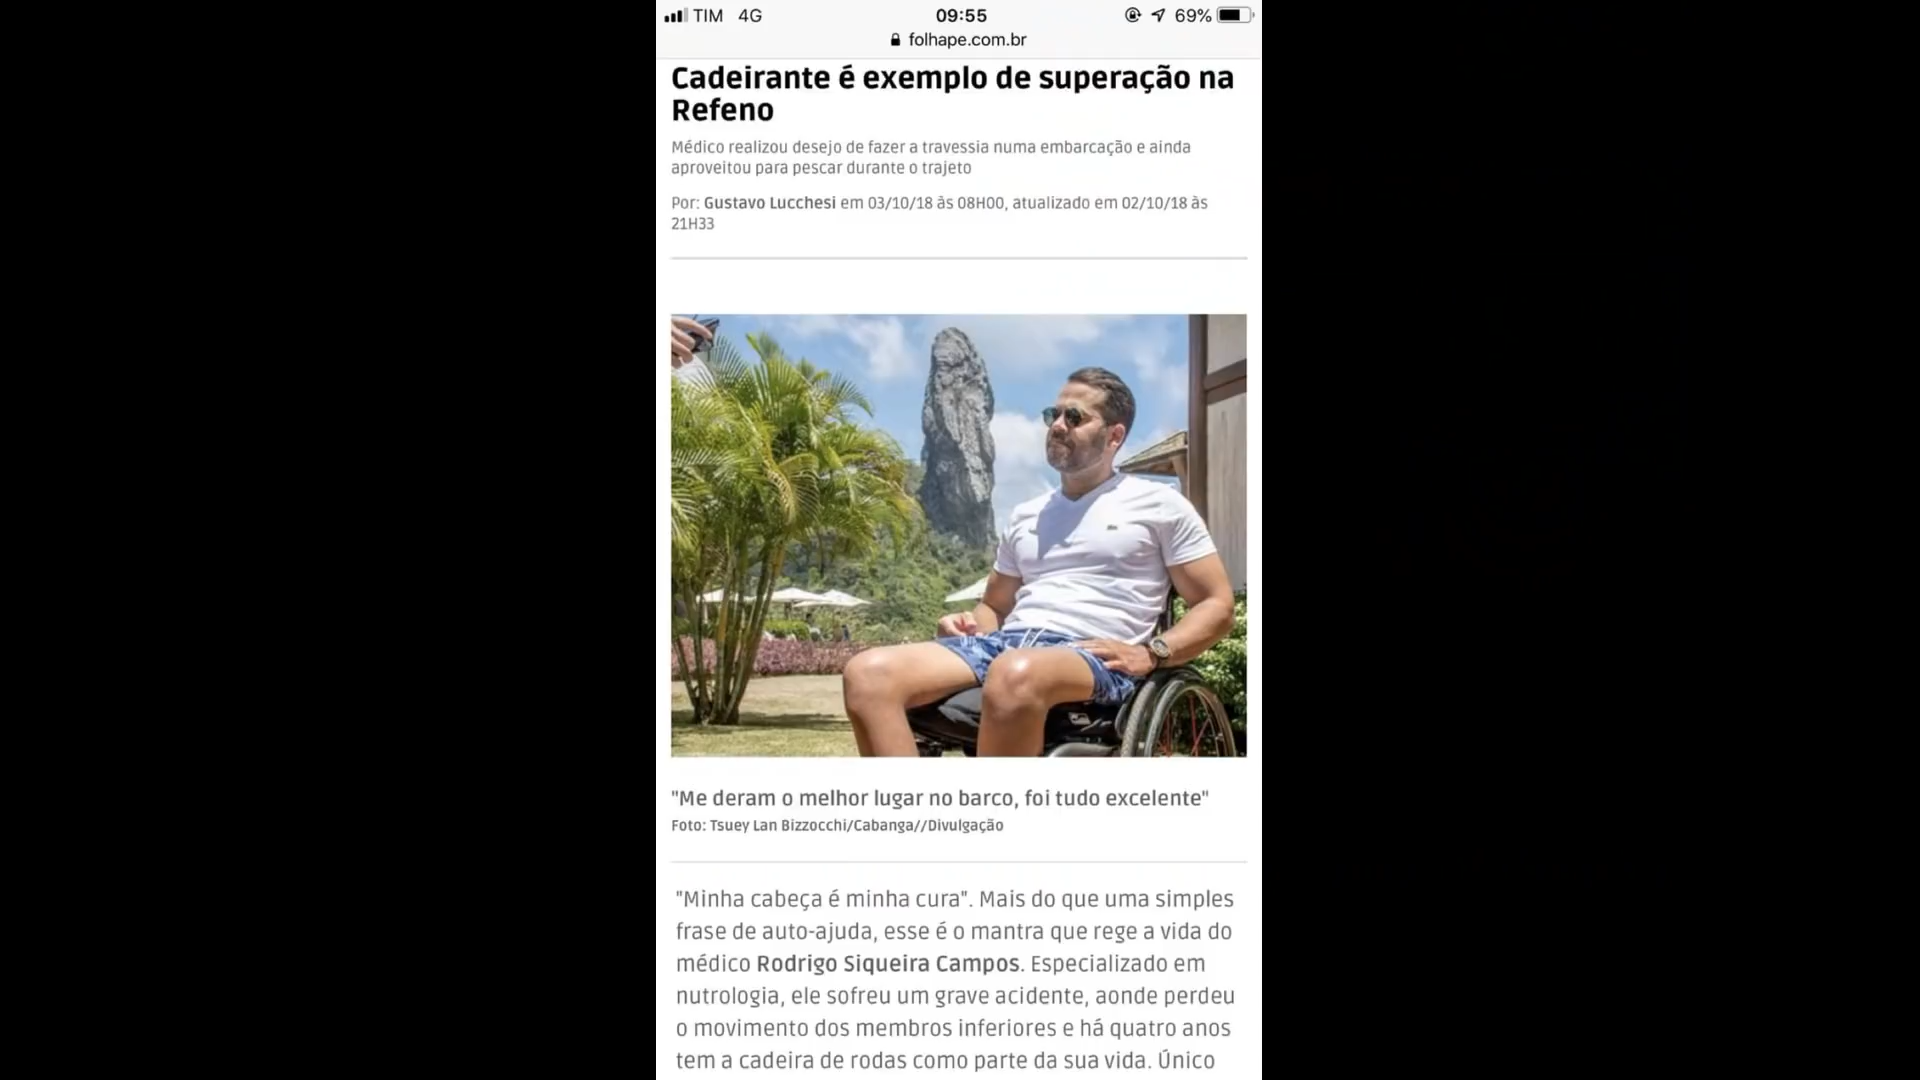 TIM 4G 09:55 69%
folhape.com.br
Cadeirante é exemplo de superação na
Refeno
Médico realizou desejo de fazer a travessia numa embarcação e ainda
aproveitou para pescar durante o trajeto
Por: Gustavo Lucchesi em 03/10/18 às 08H00, atualizado em 02/10/18 às
21H33
"Me deram o melhor lugar no barco, foi tudo excelente"
Foto: Tsuey Lan Bizzocchi/Cabanga//Divulgação
"Minha cabeça é minha cura". Mais do que uma simples
frase de auto-ajuda, esse é o mantra que rege a vida do
médico Rodrigo Siqueira Campos. Especializado em
nutrologia, ele sofreu um grave acidente, aonde perdeu
o movimento dos membros inferiores e há quatro anos
tem a cadeira de rodas como parte da sua vida. Único